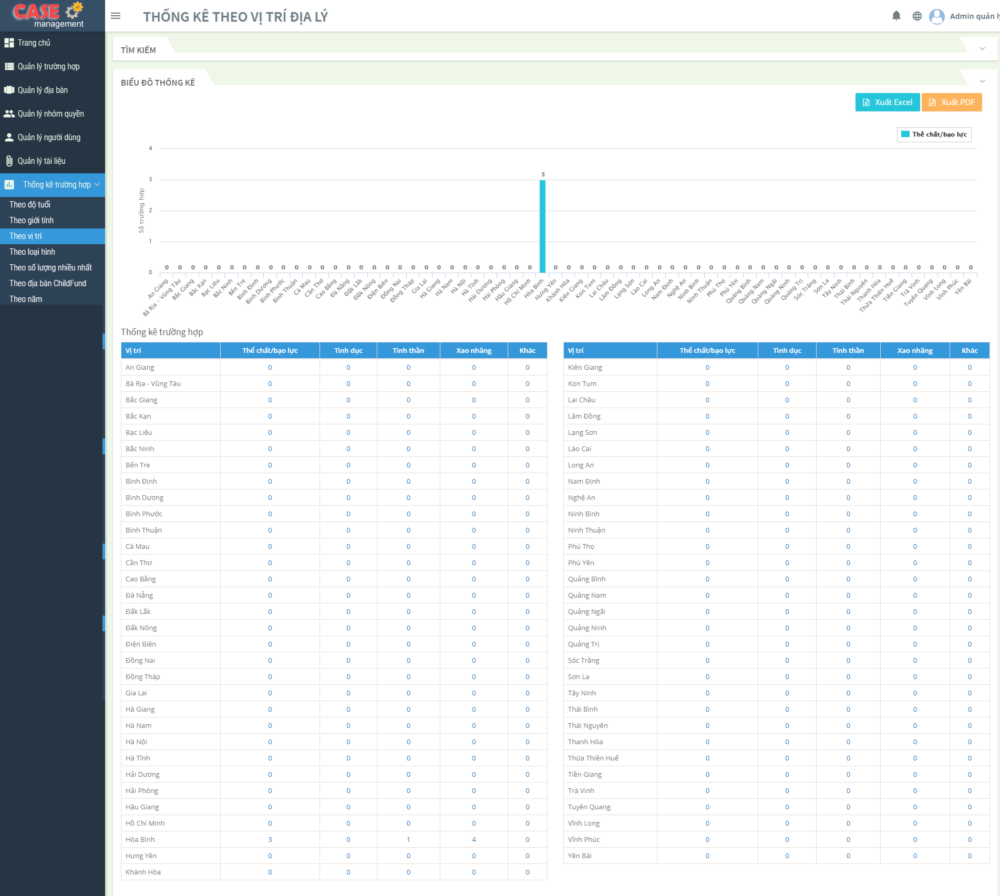 CASE
management
THỐNG KÊ THEO VỊ TRÍ ĐỊA LÝ
Admin quản lý
Trang chủ
Quản lý trường hợp
Quản lý địa bàn
Quản lý nhóm quyền
Quản lý người dùng
Quản lý tài liệu
Thống kê trường hợp
Theo độ tuổi
Theo giới tính
Theo vị trí
Theo loại hình
Theo số lượng nhiều nhất
Theo địa bàn ChildFund
Theo năm
TÌM KIẾM
BIỂU ĐỒ THỐNG KÊ
Xuất Excel Xuất PDF
Thể chất/bạo lực
Số trường hợp
4
3
2
1
0
3
0 0 0 0 0 0 0 0 0 0 0 0 0 0 0 0 0 0 0 0 0 0 0 0 0 0 0 0 0 0 0 0 0 0 0 0 0 0 0 0 0 0 0 0 0 0 0 0 0 0 0 0 0 0 0 0 0 0 0 0 0 0
An Giang Bà Rịa - Vũng Tàu Bắc Giang Bắc Kạn Bạc Liêu Bắc Ninh Bến Tre Bình Định Bình Dương Bình Phước Bình Thuận Cà Mau Cần Thơ Cao Bằng Đà Nẵng Đắk Lắk Đắk Nông Điện Biên Đồng Nai Đồng Tháp Gia Lai Hà Giang Hà Nam Hà Nội Hà Tĩnh Hải Dương Hải Phòng Hậu Giang Hồ Chí Minh Hòa Bình Hưng Yên Khánh Hòa Kiên Giang Kon Tum Lai Châu Lâm Đồng Lạng Sơn Lào Cai Long An Nam Định Nghệ An Ninh Bình Ninh Thuận Phú Thọ Phú Yên Quảng Bình Quảng Nam Quảng Ngãi Quảng Ninh Quảng Trị Sóc Trăng Sơn La Tây Ninh Thái Bình Thái Nguyên Thanh Hóa Thừa Thiên Huế Tiền Giang Trà Vinh Tuyên Quang Vĩnh Long Vĩnh Phúc Yên Bái
Thống kê trường hợp
Vị trí Thể chất/bạo lực Tình dục Tinh thần Xao nhãng Khác
An Giang 0 0 0 0 0
Bà Rịa - Vũng Tàu 0 0 0 0 0
Bắc Giang 0 0 0 0 0
Bắc Kạn 0 0 0 0 0
Bạc Liêu 0 0 0 0 0
Bắc Ninh 0 0 0 0 0
Bến Tre 0 0 0 0 0
Bình Định 0 0 0 0 0
Bình Dương 0 0 0 0 0
Bình Phước 0 0 0 0 0
Bình Thuận 0 0 0 0 0
Cà Mau 0 0 0 0 0
Cần Thơ 0 0 0 0 0
Cao Bằng 0 0 0 0 0
Đà Nẵng 0 0 0 0 0
Đắk Lắk 0 0 0 0 0
Đắk Nông 0 0 0 0 0
Điện Biên 0 0 0 0 0
Đồng Nai 0 0 0 0 0
Đồng Tháp 0 0 0 0 0
Gia Lai 0 0 0 0 0
Hà Giang 0 0 0 0 0
Hà Nam 0 0 0 0 0
Hà Nội 0 0 0 0 0
Hà Tĩnh 0 0 0 0 0
Hải Dương 0 0 0 0 0
Hải Phòng 0 0 0 0 0
Hậu Giang 0 0 0 0 0
Hồ Chí Minh 0 0 0 0 0
Hòa Bình 3 0 1 4 0
Hưng Yên 0 0 0 0 0
Khánh Hòa 0 0 0 0 0
Vị trí Thể chất/bạo lực Tình dục Tinh thần Xao nhãng Khác
Kiên Giang 0 0 0 0 0
Kon Tum 0 0 0 0 0
Lai Châu 0 0 0 0 0
Lâm Đồng 0 0 0 0 0
Lạng Sơn 0 0 0 0 0
Lào Cai 0 0 0 0 0
Long An 0 0 0 0 0
Nam Định 0 0 0 0 0
Nghệ An 0 0 0 0 0
Ninh Bình 0 0 0 0 0
Ninh Thuận 0 0 0 0 0
Phú Thọ 0 0 0 0 0
Phú Yên 0 0 0 0 0
Quảng Bình 0 0 0 0 0
Quảng Nam 0 0 0 0 0
Quảng Ngãi 0 0 0 0 0
Quảng Ninh 0 0 0 0 0
Quảng Trị 0 0 0 0 0
Sóc Trăng 0 0 0 0 0
Sơn La 0 0 0 0 0
Tây Ninh 0 0 0 0 0
Thái Bình 0 0 0 0 0
Thái Nguyên 0 0 0 0 0
Thanh Hóa 0 0 0 0 0
Thừa Thiên Huế 0 0 0 0 0
Tiền Giang 0 0 0 0 0
Trà Vinh 0 0 0 0 0
Tuyên Quang 0 0 0 0 0
Vĩnh Long 0 0 0 0 0
Vĩnh Phúc 0 0 0 0 0
Yên Bái 0 0 0 0 0